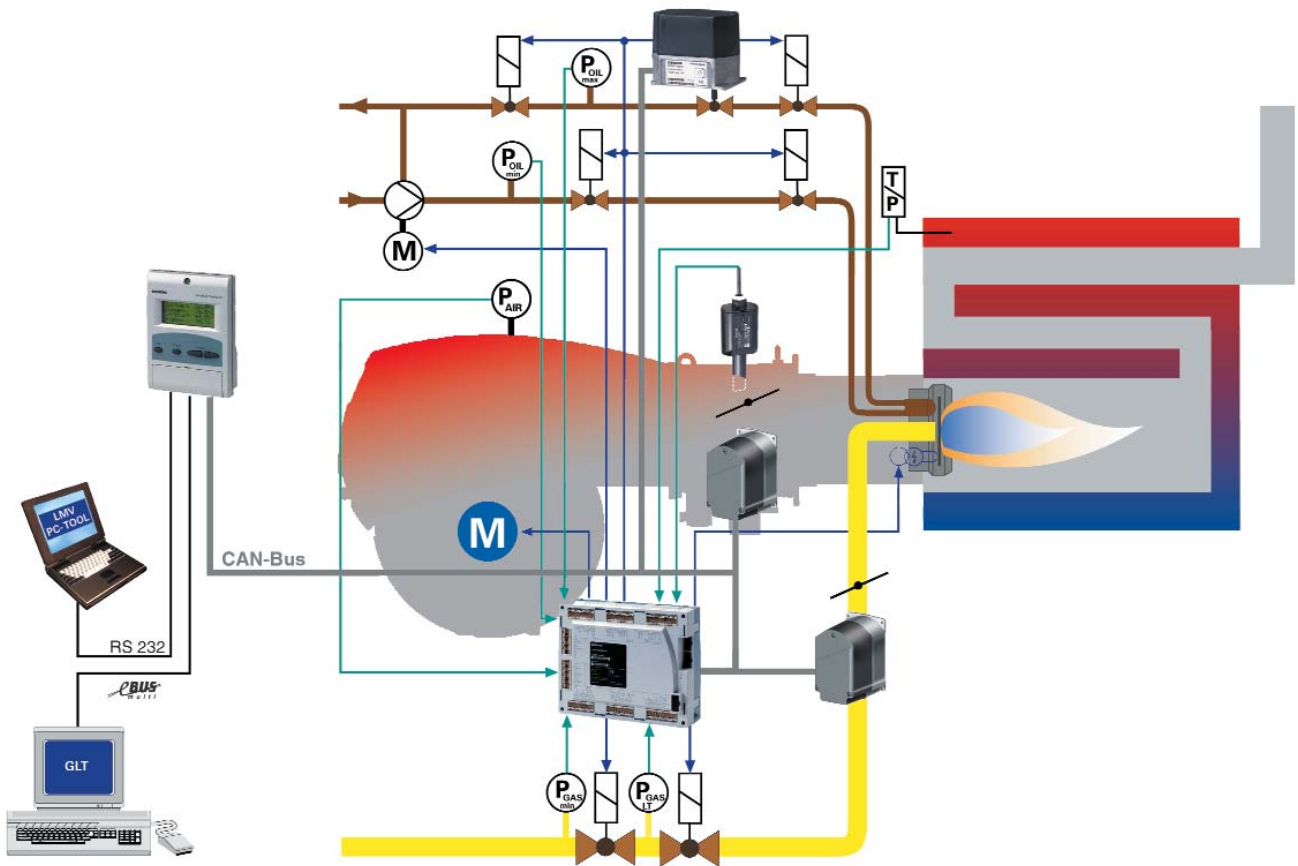 P OIL max
P OIL min
T
P
M
P AIR
LMV
PC-TOOL
M
CAN-Bus
RS 232
eBUS
multi
GLT
P GAS min
P GAS LT